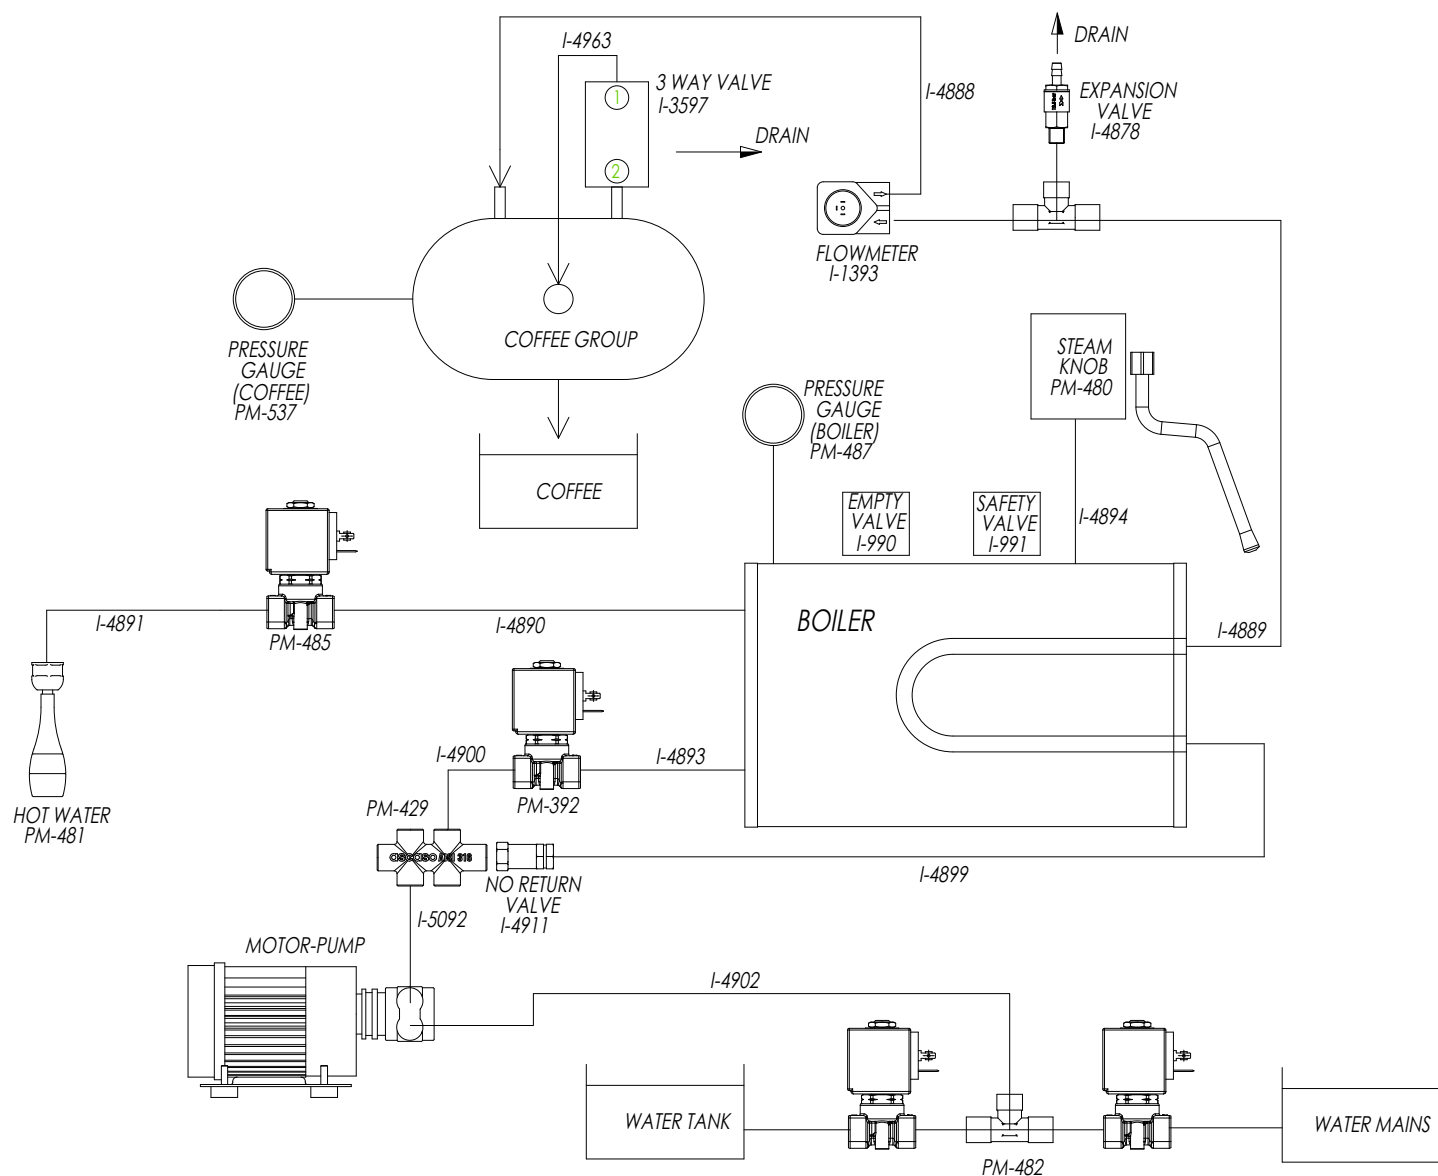 I-4963
3 WAY VALVE
I-3597
1
2
DRAIN
I-4888
DRAIN
EXPANSION
VALVE
I-4878
FLOWMETER
I-1393
PRESSURE
GAUGE
(COFFEE)
PM-537
COFFEE GROUP
COFFEE
PRESSURE
GAUGE
(BOILER)
PM-487
STEAM
KNOB
PM-480
EMPTY
VALVE
I-990
SAFETY
VALVE
I-991
I-4894
I-4891
PM-485
I-4890
BOILER
I-4889
HOT WATER
PM-481
I-4900
PM-392
I-4893
PM-429
NO RETURN
VALVE
I-4911
I-4899
I-5092
MOTOR-PUMP
I-4902
WATER TANK
PM-482
WATER MAINS